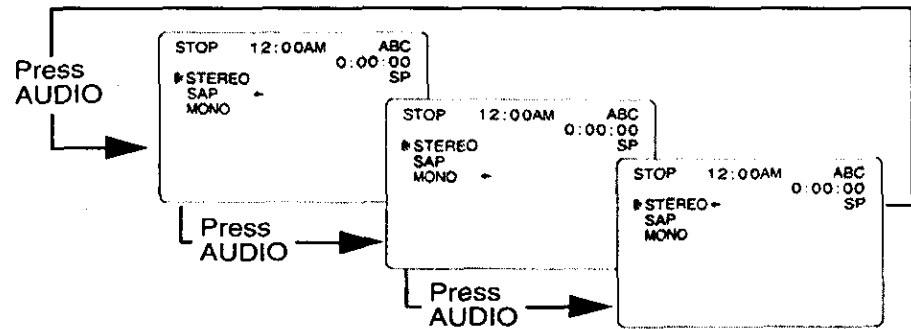 Press
AUDIO
STOP 12:00AM ABC
0:00:00
STEREO SP
SAP ←
MONO
Press
AUDIO
STOP 12:00AM ABC
0:00:00
STEREO SP
SAP
MONO ←
Press
AUDIO
STOP 12:00AM ABC
0:00:00
STEREO ← SP
SAP
MONO